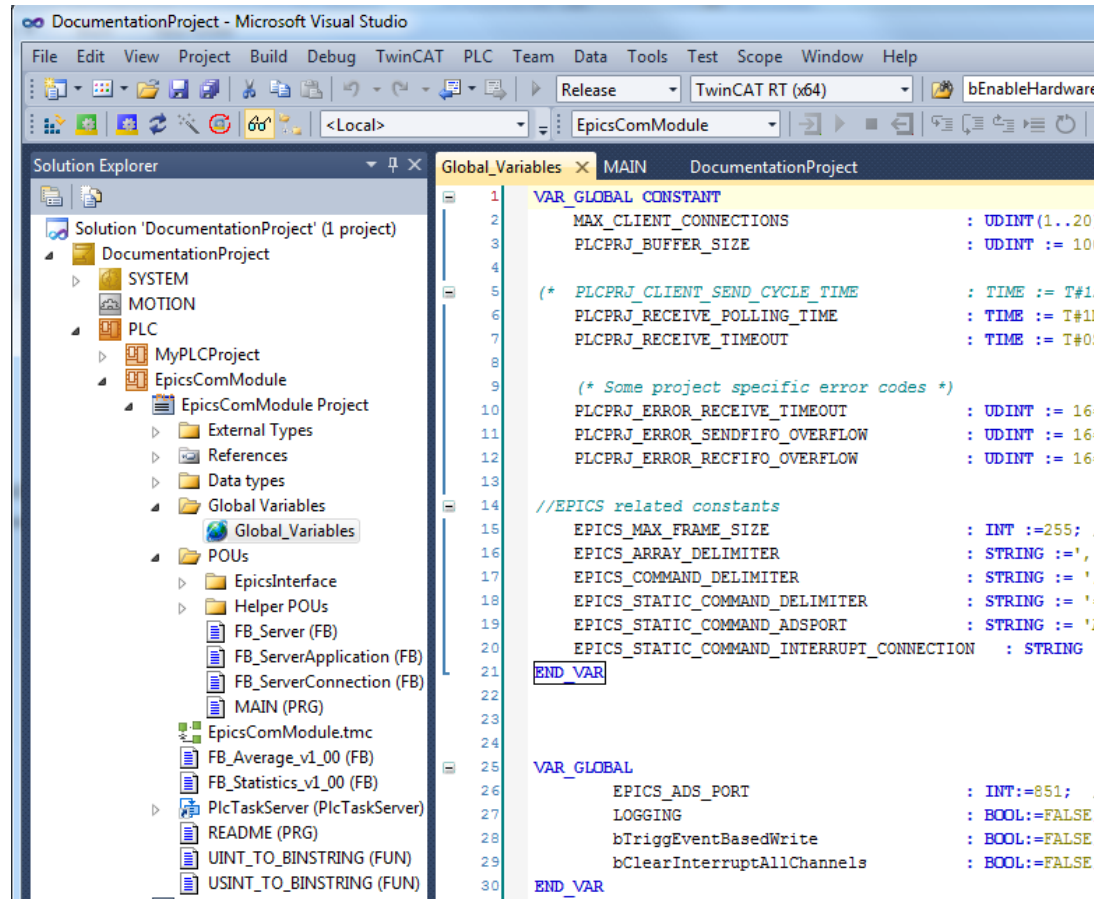 DocumentationProject - Microsoft Visual Studio
File Edit View Project Build Debug TwinCAT PLC Team Data Tools Test Scope Window Help
Release TwinCAT RT (x64) bEnableHardware
<Local> EpicsComModule
Solution Explorer
Solution 'DocumentationProject' (1 project)
DocumentationProject
SYSTEM
MOTION
PLC
MyPLCProject
EpicsComModule
EpicsComModule Project
External Types
References
Data types
Global Variables
Global_Variables
POUs
EpicsInterface
Helper POUs
FB_Server (FB)
FB_ServerApplication (FB)
FB_ServerConnection (FB)
MAIN (PRG)
EpicsComModule.tmc
FB_Average_v1_00 (FB)
FB_Statistics_v1_00 (FB)
PlcTaskServer (PlcTaskServer)
README (PRG)
UINT_TO_BINSTRING (FUN)
USINT_TO_BINSTRING (FUN)
Global_Variables MAIN DocumentationProject
1 VAR_GLOBAL CONSTANT
2 MAX_CLIENT_CONNECTIONS : UDINT(1..20
3 PLCPRJ_BUFFER_SIZE : UDINT := 10
4
5 (* PLCPRJ_CLIENT_SEND_CYCLE_TIME : TIME := T#1
6 PLCPRJ_RECEIVE_POLLING_TIME : TIME := T#1
7 PLCPRJ_RECEIVE_TIMEOUT : TIME := T#0
8
9 (* Some project specific error codes *)
10 PLCPRJ_ERROR_RECEIVE_TIMEOUT : UDINT := 16
11 PLCPRJ_ERROR_SENDFIFO_OVERFLOW : UDINT := 16
12 PLCPRJ_ERROR_RECFIFO_OVERFLOW : UDINT := 16
13
14 //EPICS related constants
15 EPICS_MAX_FRAME_SIZE : INT :=255;
16 EPICS_ARRAY_DELIMITER : STRING :=',
17 EPICS_COMMAND_DELIMITER : STRING := '
18 EPICS_STATIC_COMMAND_DELIMITER : STRING := '
19 EPICS_STATIC_COMMAND_ADSPORT : STRING := '
20 EPICS_STATIC_COMMAND_INTERRUPT_CONNECTION : STRING
21 END_VAR
22
23
24
25 VAR_GLOBAL
26 EPICS_ADS_PORT : INT:=851;
27 LOGGING : BOOL:=FALSE
28 bTriggEventBasedWrite : BOOL:=FALSE
29 bClearInterruptAllChannels : BOOL:=FALSE
30 END_VAR